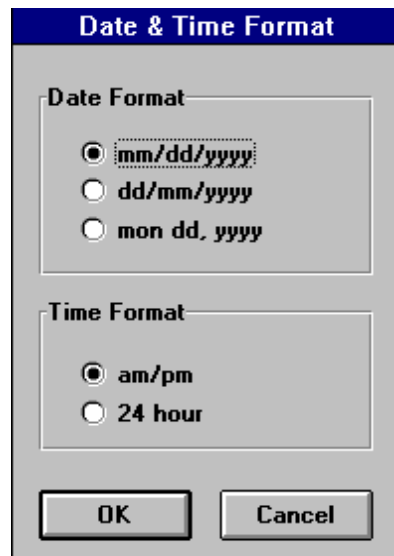 Date & Time Format
Date Format
mm/dd/yyyy
dd/mm/yyyy
mon dd, yyyy
Time Format
am/pm
24 hour
OK Cancel